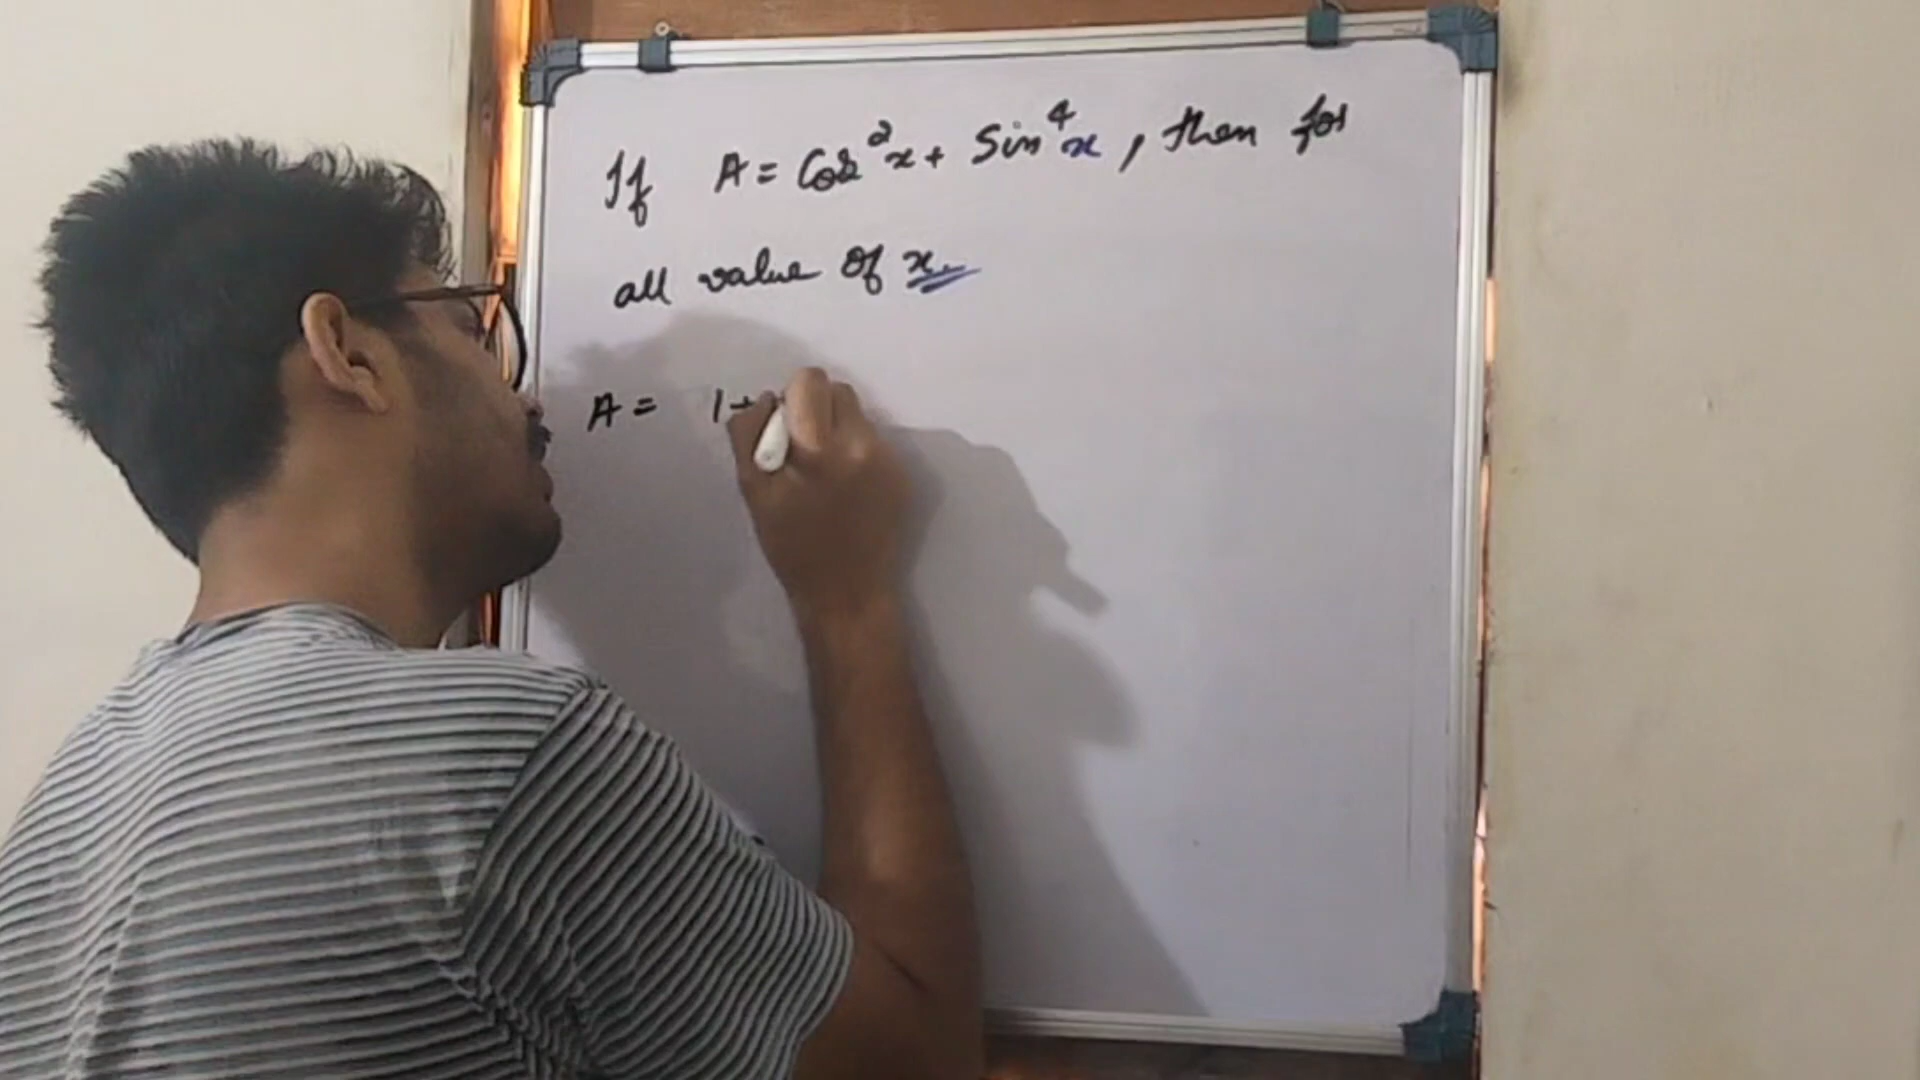 If A = Cos²x + Sin⁴x, then for
all value of x.
A = 1